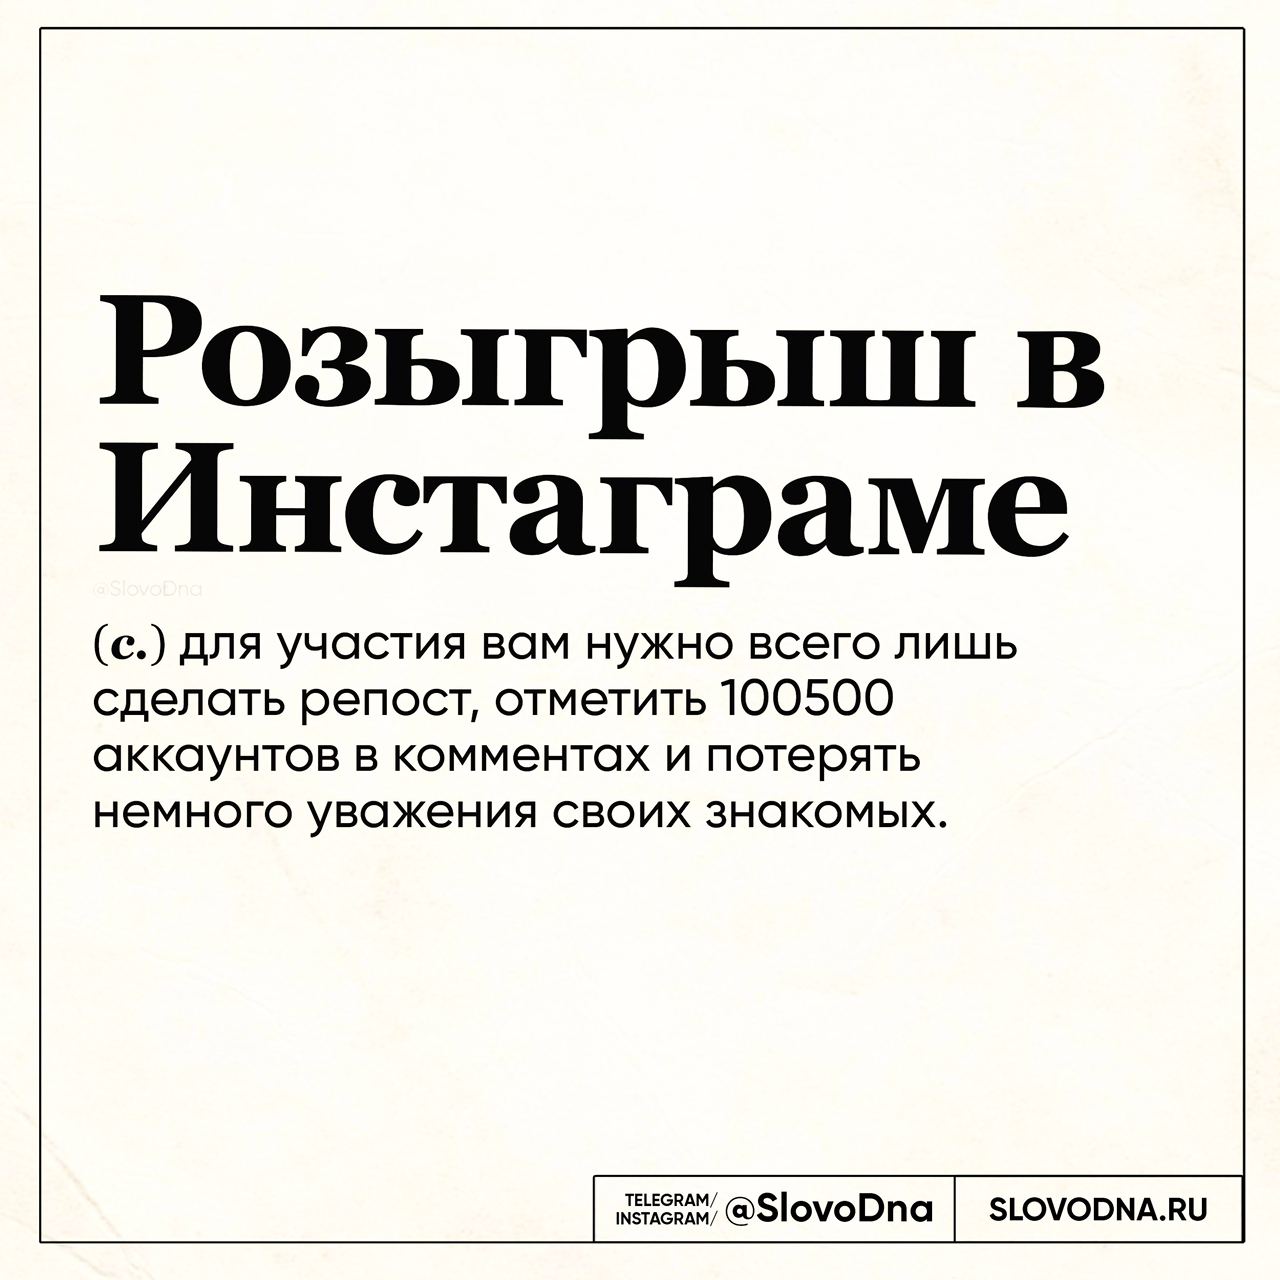 Розыгрыш в
Инстаграме
@SlovoDna
(с.) для участия вам нужно всего лишь
сделать репост, отметить 100500
аккаунтов в комментах и потерять
немного уважения своих знакомых.
TELEGRAM/
INSTAGRAM/
@SlovoDna
SLOVODNA.RU